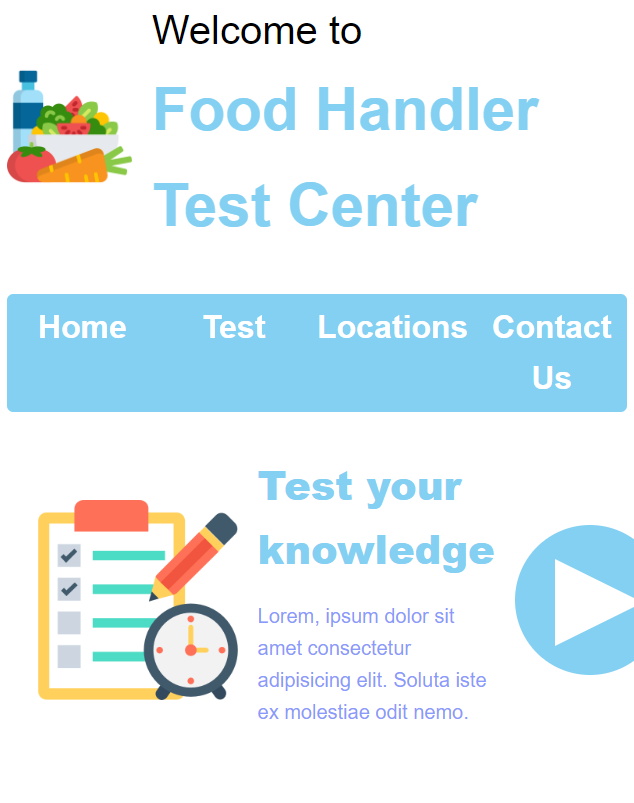 Welcome to
Food Handler
Test Center
Home Test Locations Contact
Us
Test your
knowledge
Lorem, ipsum dolor sit
amet consectetur
adipisicing elit. Soluta iste
ex molestiae odit nemo.